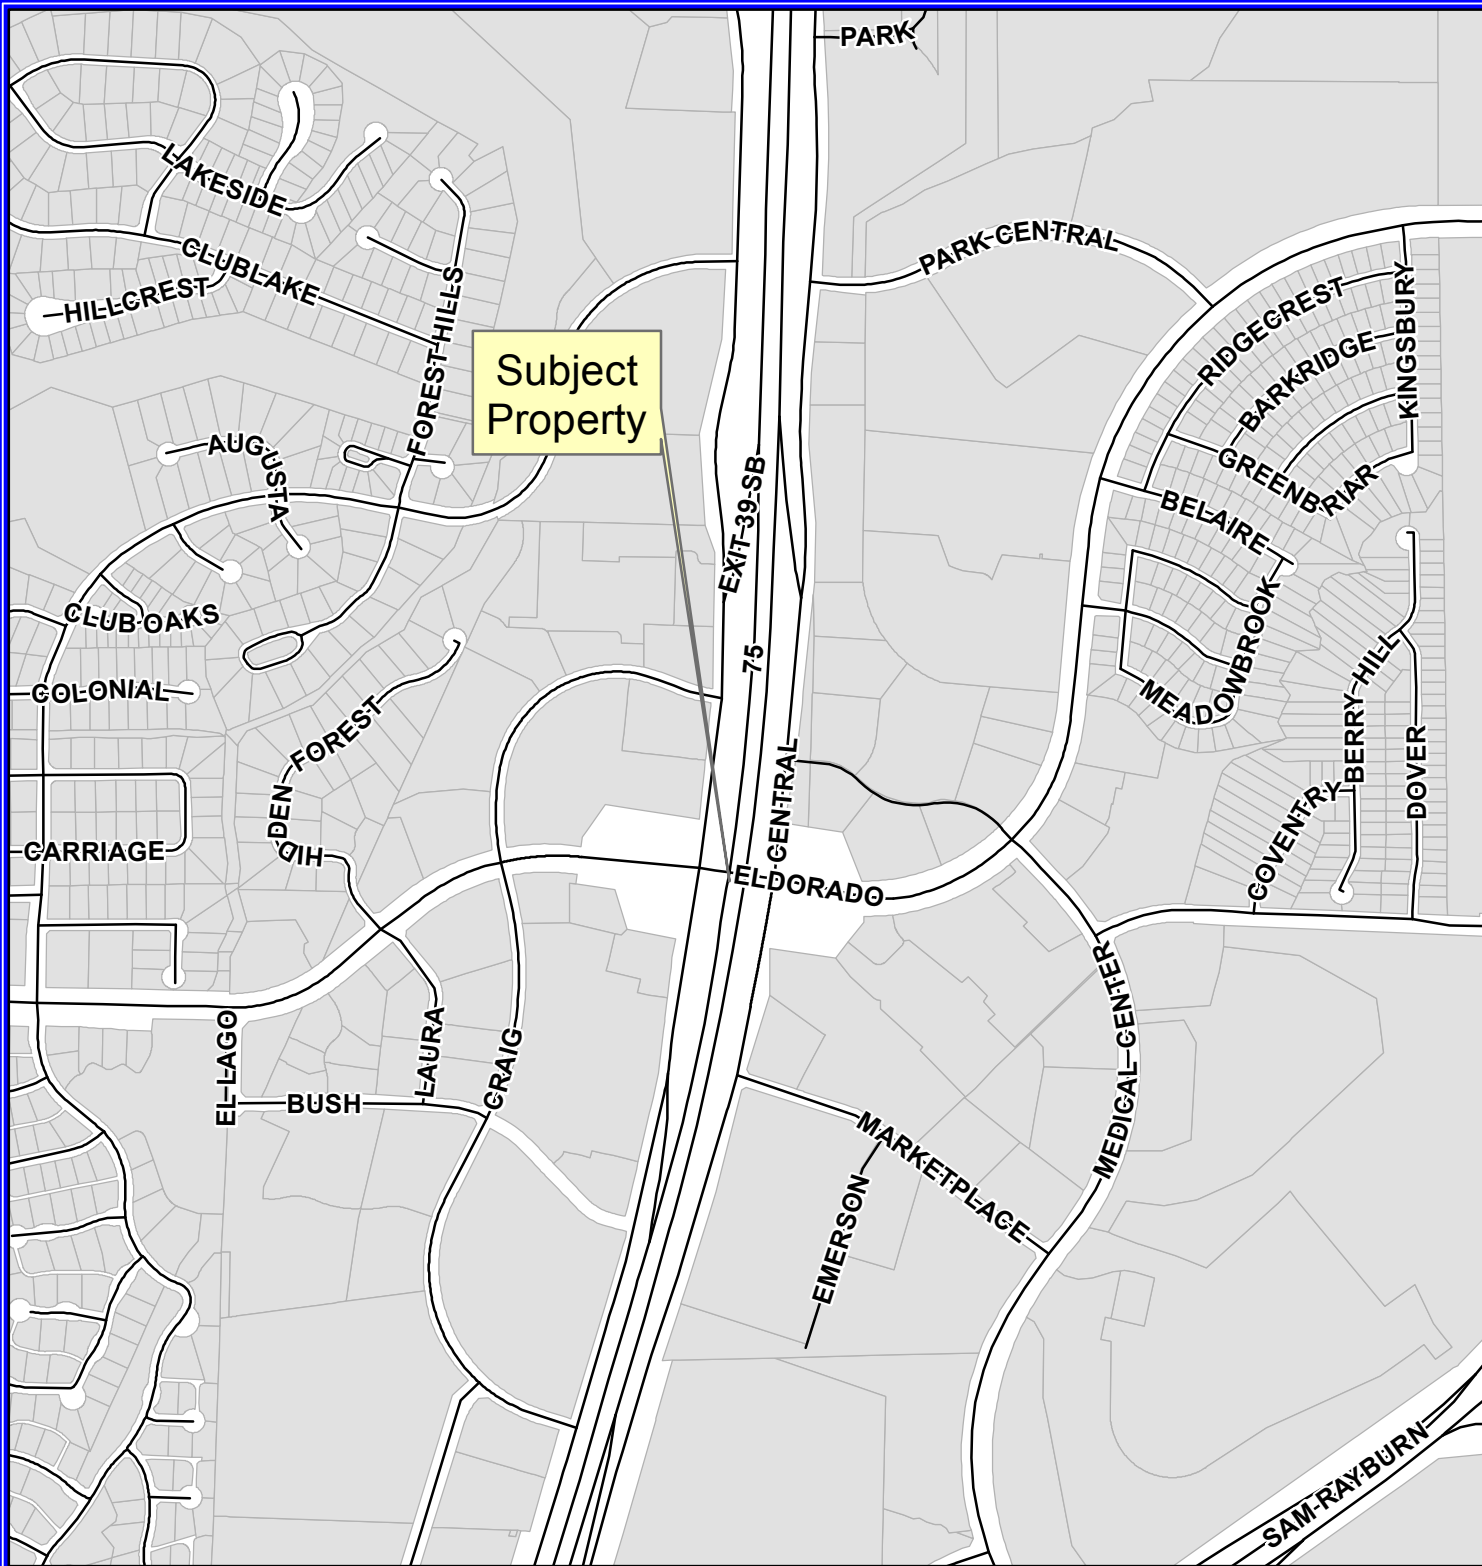 PARK
LAKESIDE
PARK CENTRAL
CLUBLAKE
HILLCREST
FOREST HILLS
RIDGECREST
KINGSBURY
BARKRIDGE
Subject
Property
AUGUSTA
GREENBRIAR
EXIT 39 SB
BELAIRE
CLUB OAKS
MEADOWBROOK
BERRY HILL
75
COLONIAL
HIDDEN FOREST
DOVER
CENTRAL
COVENTRY
CARRIAGE
ELDORADO
MEDICAL CENTER
EL LAGO
LAURA
CRAIG
BUSH
MARKETPLACE
EMERSON
SAM RAYBURN